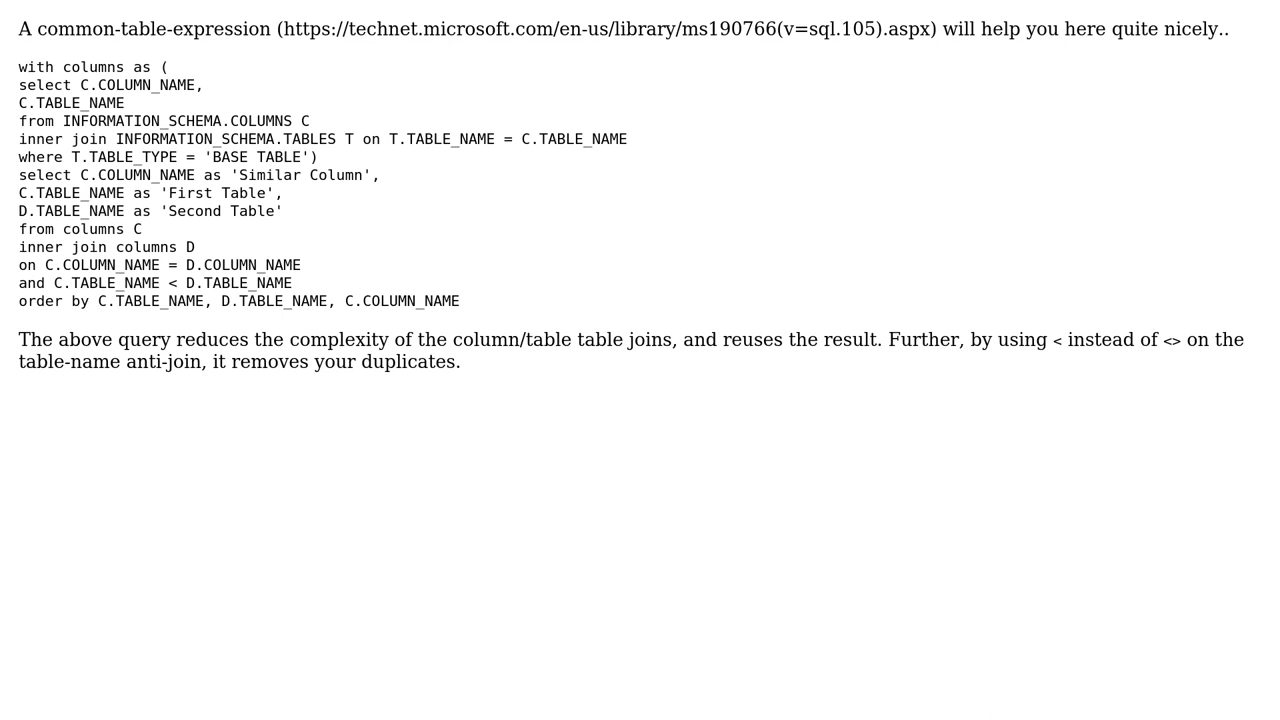 A common-table-expression (https://technet.microsoft.com/en-us/library/ms190766(v=sql.105).aspx) will help you here quite nicely..
with columns as (
select C.COLUMN_NAME,
C.TABLE_NAME
from INFORMATION_SCHEMA.COLUMNS C
inner join INFORMATION_SCHEMA.TABLES T on T.TABLE_NAME = C.TABLE_NAME
where T.TABLE_TYPE = 'BASE TABLE')
select C.COLUMN_NAME as 'Similar Column',
C.TABLE_NAME as 'First Table',
D.TABLE_NAME as 'Second Table'
from columns C
inner join columns D
on C.COLUMN_NAME = D.COLUMN_NAME
and C.TABLE_NAME < D.TABLE_NAME
order by C.TABLE_NAME, D.TABLE_NAME, C.COLUMN_NAME
The above query reduces the complexity of the column/table table joins, and reuses the result. Further, by using < instead of <> on the
table-name anti-join, it removes your duplicates.